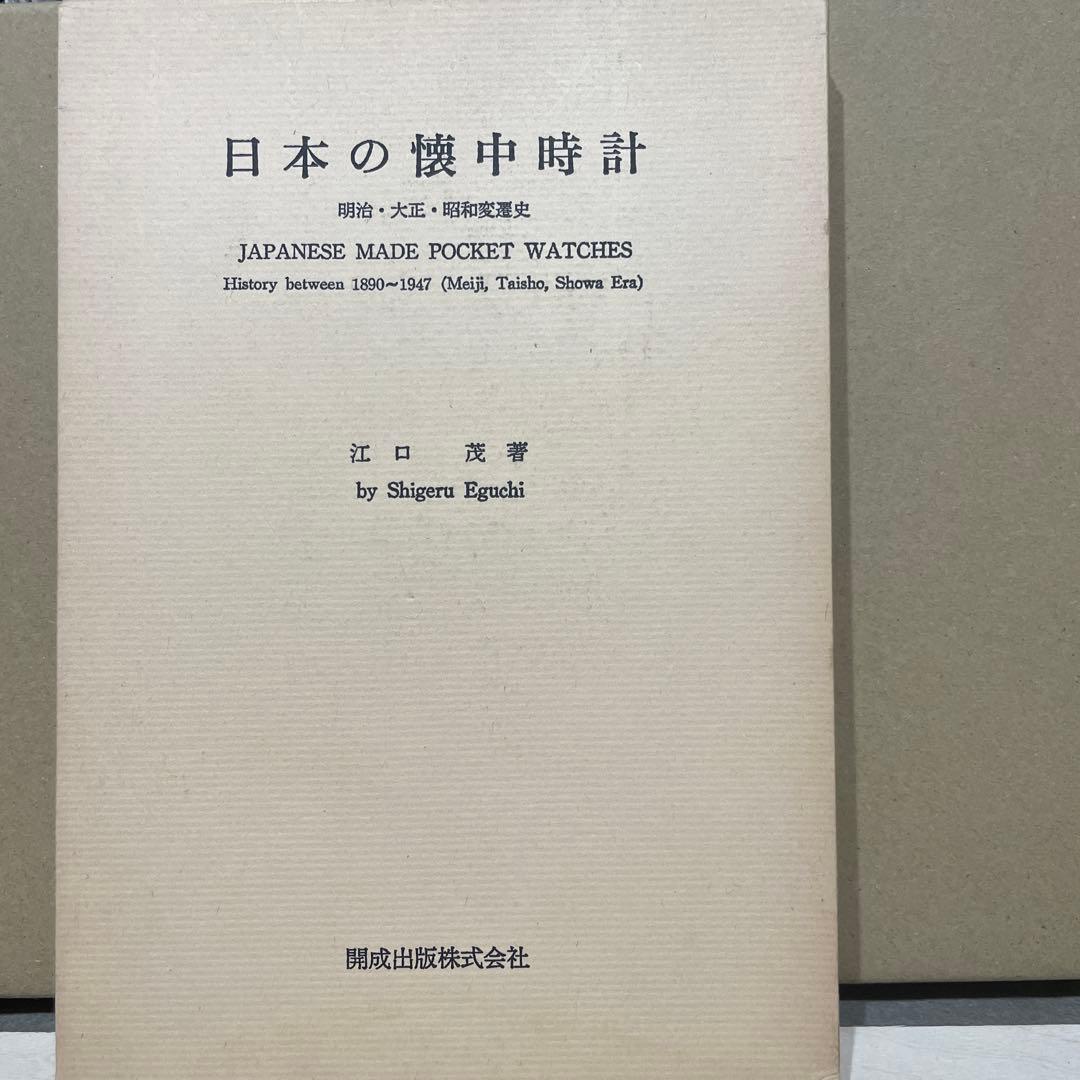 日本の懐中時計
明治・大正・昭和変遷史
JAPANESE MADE POCKET WATCHES
History between 1890～1947 (Meiji, Taisho, Showa Era)
江口 茂著
by Shigeru Eguchi
開成出版株式会社